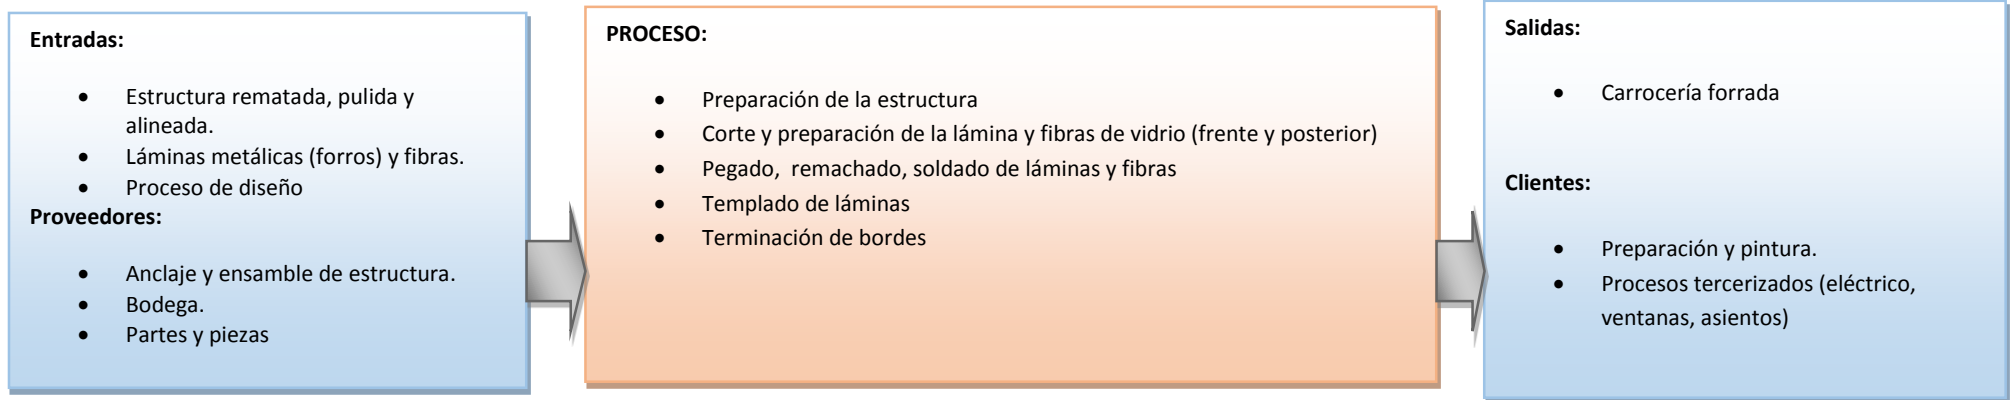 Entradas:
• Estructura rematada, pulida y
alineada.
• Láminas metálicas (forros) y fibras.
• Proceso de diseño
Proveedores:
• Anclaje y ensamble de estructura.
• Bodega.
• Partes y piezas
PROCESO:
• Preparación de la estructura
• Corte y preparación de la lámina y fibras de vidrio (frente y posterior)
• Pegado, remachado, soldado de láminas y fibras
• Templado de láminas
• Terminación de bordes
Salidas:
• Carrocería forrada
Clientes:
• Preparación y pintura.
• Procesos tercerizados (eléctrico,
ventanas, asientos)